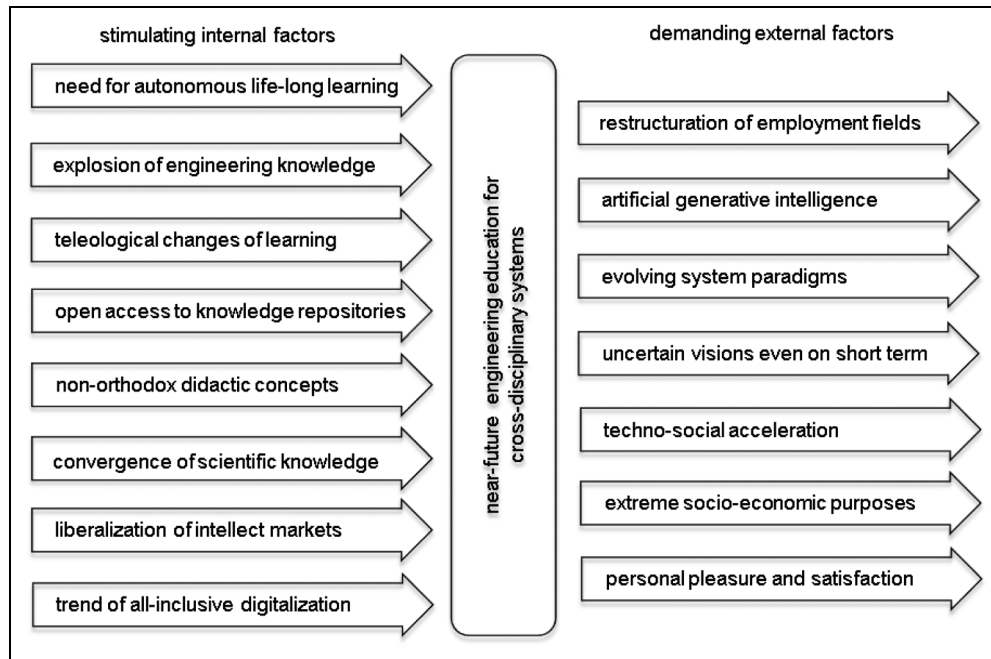 stimulating internal factors
need for autonomous life-long learning
explosion of engineering knowledge
teleological changes of learning
open access to knowledge repositories
non-orthodox didactic concepts
convergence of scientific knowledge
liberalization of intellect markets
trend of all-inclusive digitalization
near-future engineering education for
cross-disciplinary systems
demanding external factors
restructuration of employment fields
artificial generative intelligence
evolving system paradigms
uncertain visions even on short term
techno-social acceleration
extreme socio-economic purposes
personal pleasure and satisfaction